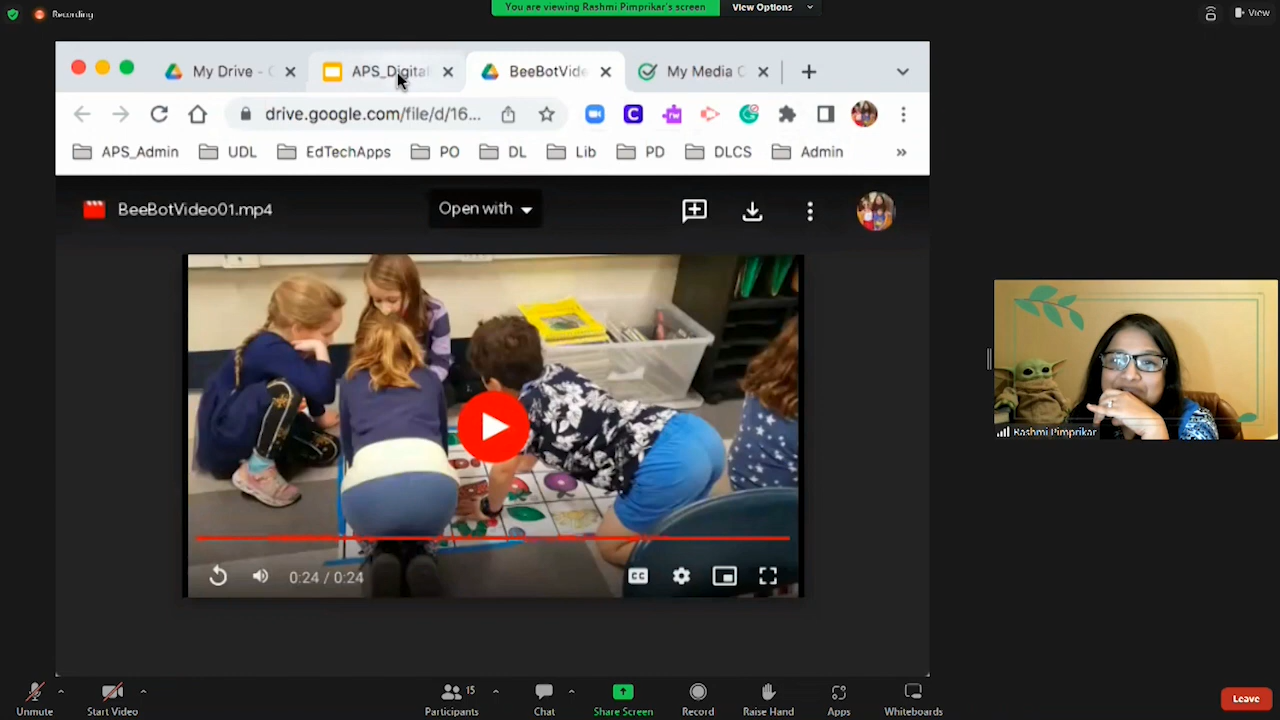 Recording
You are viewing Rashmi Pimprikar's screen
View Options
View
My Drive - G
APS_Digital
BeeBotVide
My Media C
drive.google.com/file/d/16...
APS_Admin UDL EdTechApps PO DL Lib PD DLCS Admin »
BeeBotVideo01.mp4
Open with
Rashmi Pimprikar
0:24 / 0:24
CC
Unmute
Start Video
Participants 15
Chat
Share Screen
Record
Raise Hand
Apps
Whiteboards
Leave